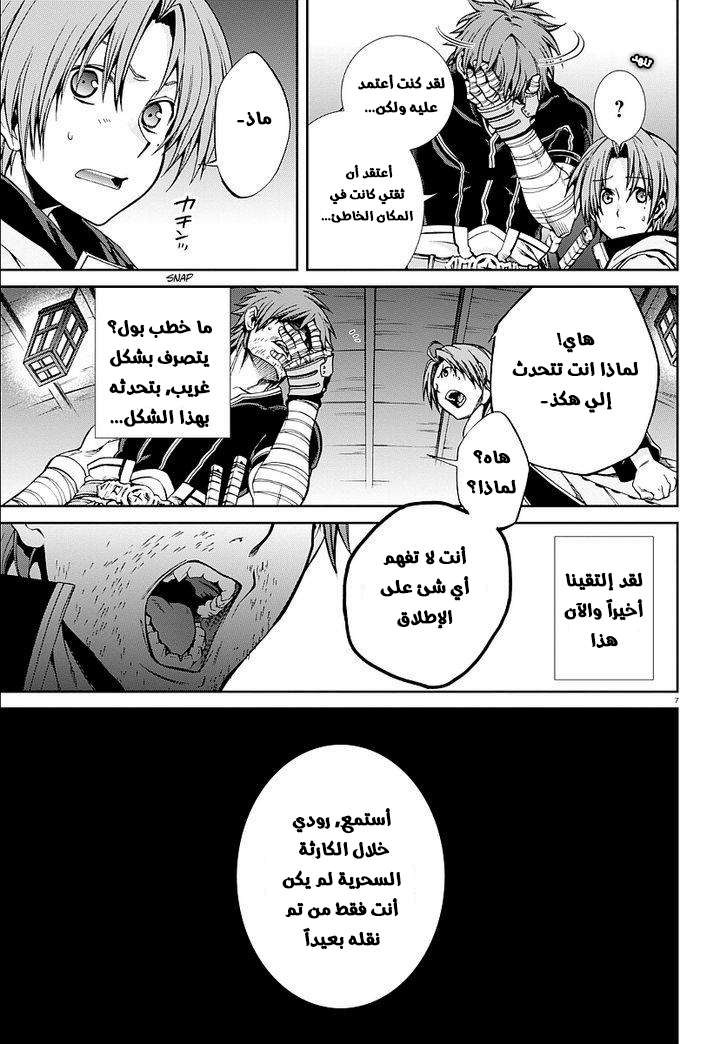 ؟
لقد كنت أعتمد
عليه ولكن...
أعتقد أن
ثقتي كانت في
المكان الخاطئ...
ماذ-
ガキン
SNAP
هاي!
لماذا انت تتحدث
إلي هكذ-
هاه؟
لماذا؟
ما خطب بول؟
يتصرف بشكل
غريب, بتحدثه
بهذا الشكل...
لقد إلتقينا
أخيراً والآن
هذا
أنت لا تفهم
أي شئ على
الإطلاق
7
أستمع, رودي
خلال الكارثة
السحرية لم يكن
أنت فقط من تم
نقله بعيداً